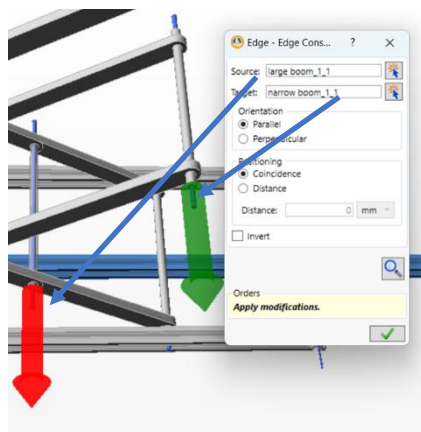 Edge - Edge Cons... ? ×
Source: large boom_1_1
Target: narrow boom_1_1
Orientation
Parallel
Perpendicular
Positioning
Coincidence
Distance
Distance: 0 mm
Invert
Orders
Apply modifications.